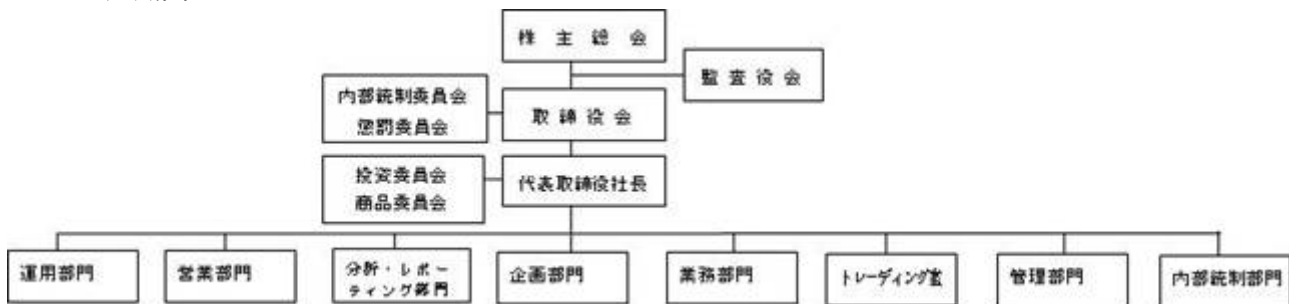 株主総会
監査役会
内部統制委員会
懲罰委員会
取締役会
投資委員会
商品委員会
代表取締役社長
運用部門
営業部門
分析・レポー
ティング部門
企画部門
業務部門
トレーディング室
管理部門
内部統制部門